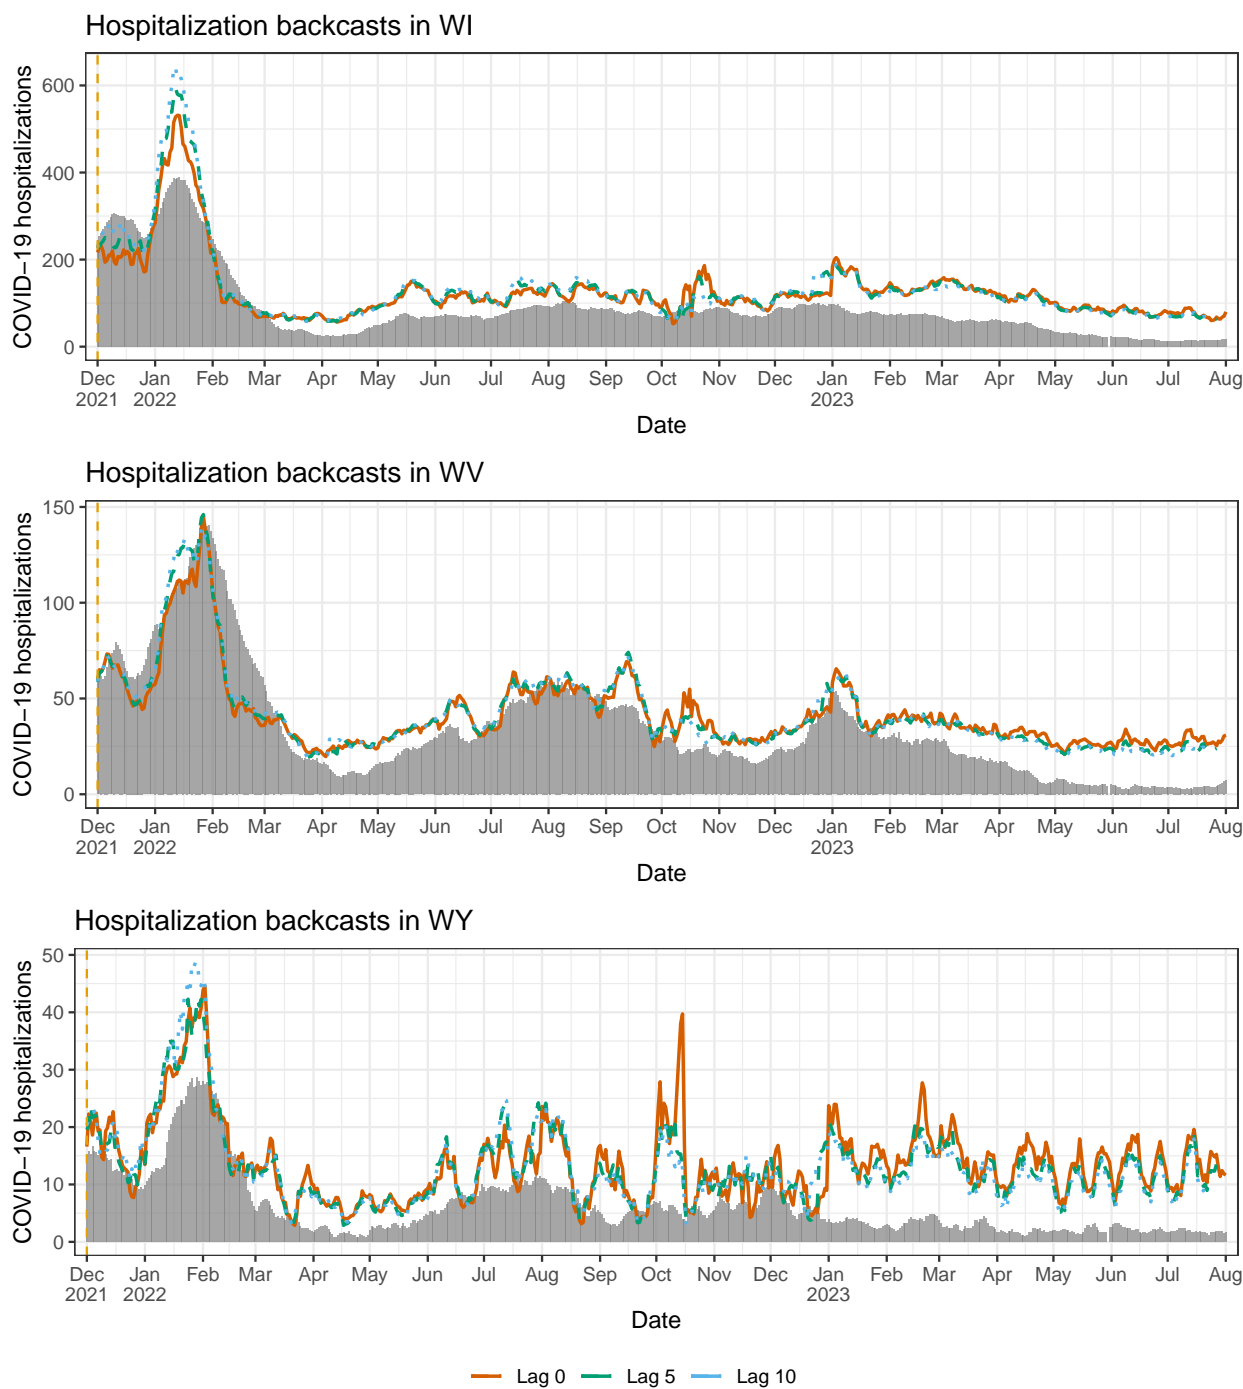 Hospitalization backcasts in WI
COVID−19 hospitalizations
600
400
200
0
Dec Jan Feb Mar Apr May Jun Jul Aug Sep Oct Nov Dec Jan Feb Mar Apr May Jun Jul Aug
2021 2022 2023
Date
Hospitalization backcasts in WV
COVID−19 hospitalizations
150
100
50
0
Dec Jan Feb Mar Apr May Jun Jul Aug Sep Oct Nov Dec Jan Feb Mar Apr May Jun Jul Aug
2021 2022 2023
Date
Hospitalization backcasts in WY
COVID−19 hospitalizations
50
40
30
20
10
0
Dec Jan Feb Mar Apr May Jun Jul Aug Sep Oct Nov Dec Jan Feb Mar Apr May Jun Jul Aug
2021 2022 2023
Date
Lag 0 Lag 5 Lag 10